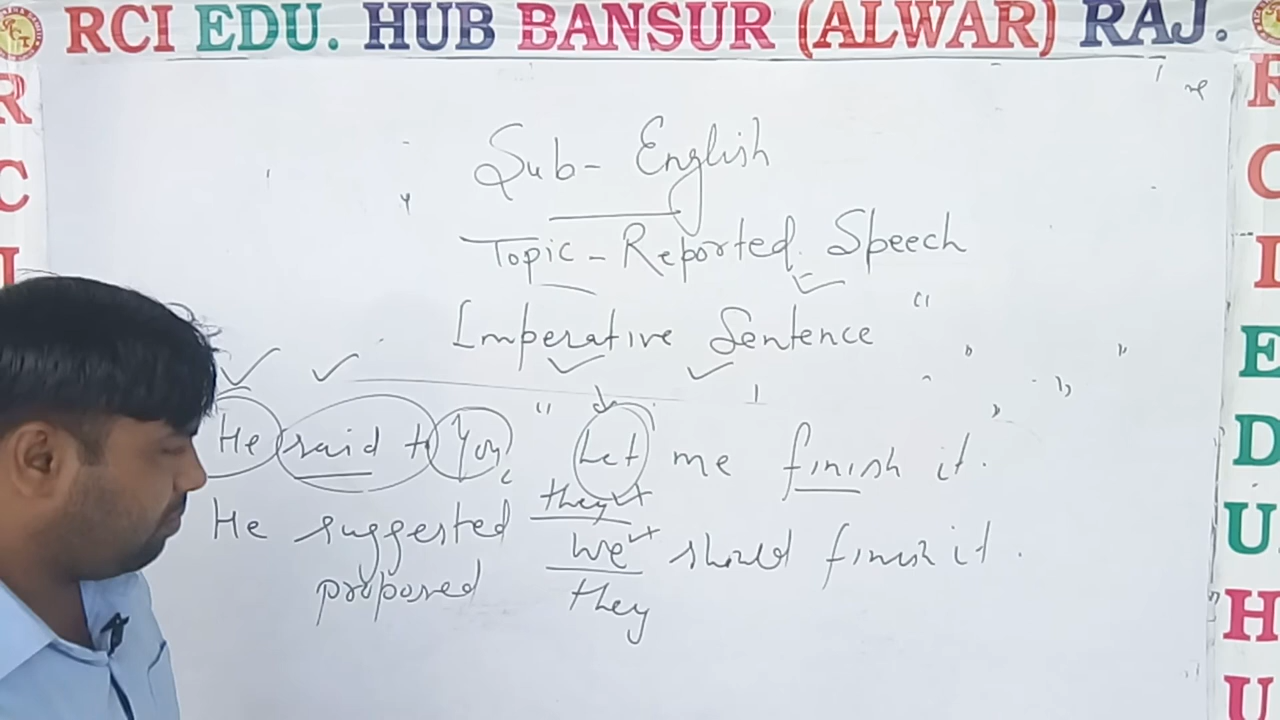 RCI EDU. HUB BANSUR (ALWAR) RAJ.
R
C
I
R
C
I
E
D
U.
H
U
Sub- English
Topic - Reported Speech
Imperative Sentence
He said to You, " Let me finish it.
He suggested they we should finish it.
proposed they